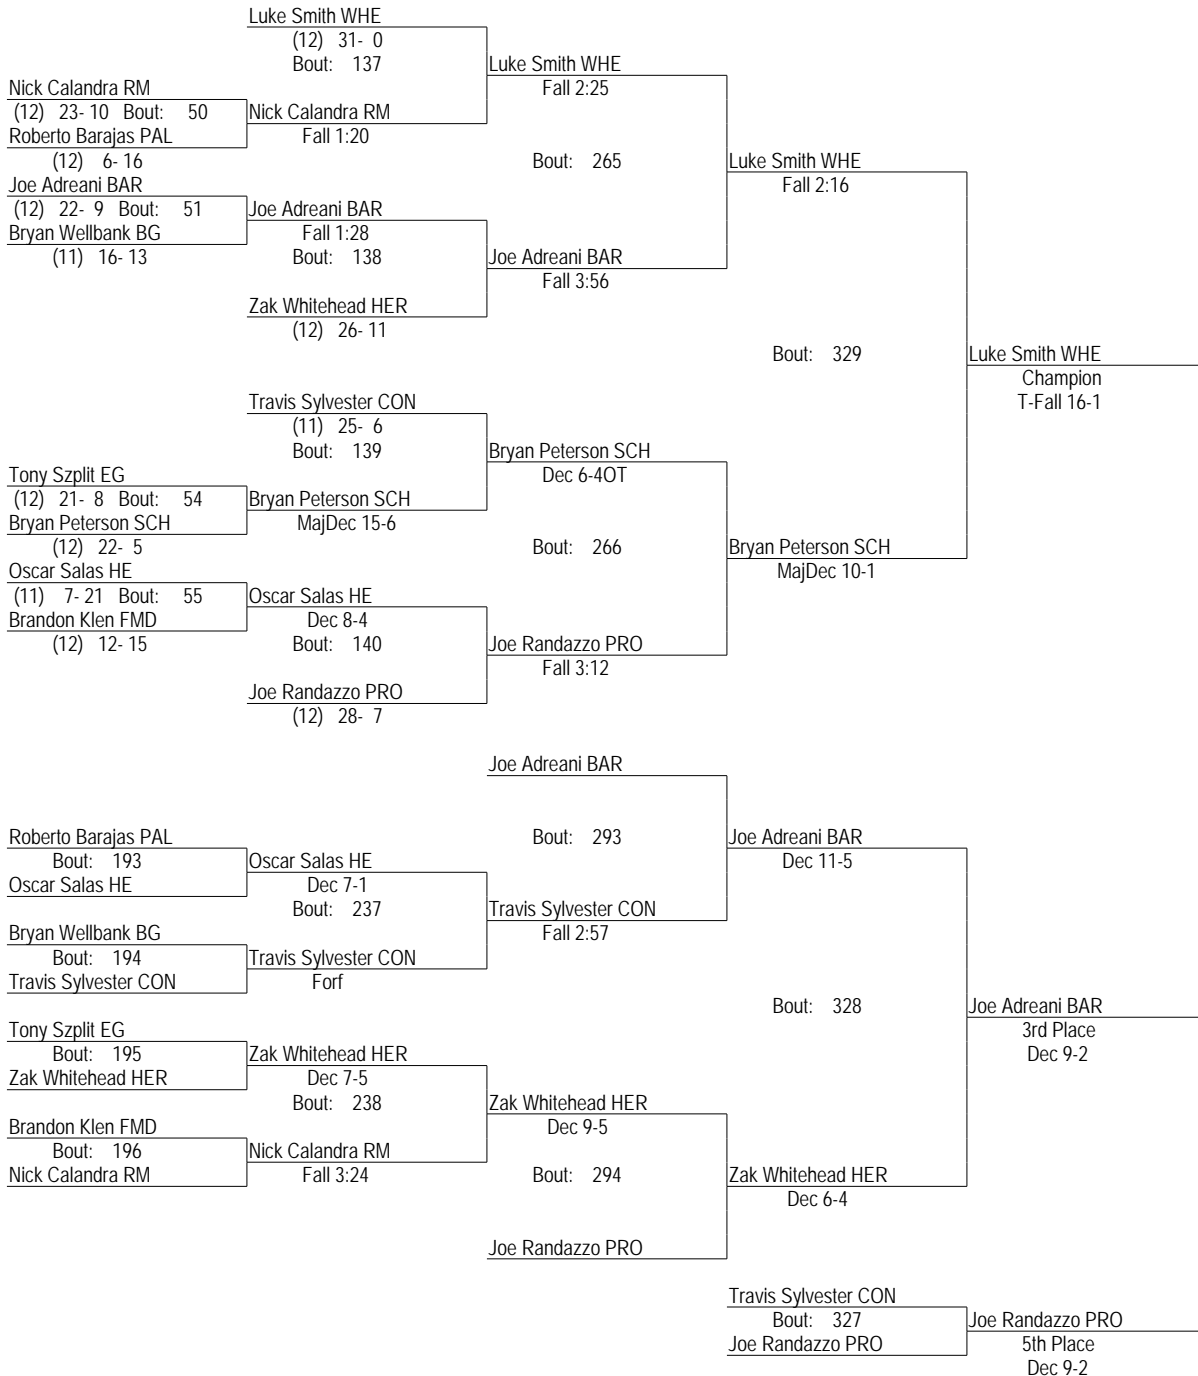 Luke Smith WHE
(12) 31- 0
Bout: 137
Luke Smith WHE
Fall 2:25
Nick Calandra RM
(12) 23- 10 Bout: 50
Nick Calandra RM
Roberto Barajas PAL
Fall 1:20
(12) 6- 16
Bout: 265
Luke Smith WHE
Joe Adreani BAR
Fall 2:16
(12) 22- 9 Bout: 51
Joe Adreani BAR
Bryan Wellbank BG
Fall 1:28
(11) 16- 13
Bout: 138
Joe Adreani BAR
Fall 3:56
Zak Whitehead HER
(12) 26- 11
Bout: 329
Luke Smith WHE
Champion
T-Fall 16-1
Travis Sylvester CON
(11) 25- 6
Bout: 139
Bryan Peterson SCH
Dec 6-4OT
Tony Szplit EG
(12) 21- 8 Bout: 54
Bryan Peterson SCH
Bryan Peterson SCH
MajDec 15-6
(12) 22- 5
Bout: 266
Bryan Peterson SCH
MajDec 10-1
Oscar Salas HE
(11) 7- 21 Bout: 55
Oscar Salas HE
Brandon Klen FMD
Dec 8-4
(12) 12- 15
Bout: 140
Joe Randazzo PRO
Fall 3:12
Joe Randazzo PRO
(12) 28- 7
Joe Adreani BAR
Bout: 293
Joe Adreani BAR
Dec 11-5
Roberto Barajas PAL
Bout: 193
Oscar Salas HE
Oscar Salas HE
Dec 7-1
Bout: 237
Travis Sylvester CON
Fall 2:57
Bryan Wellbank BG
Bout: 194
Travis Sylvester CON
Travis Sylvester CON
Forf
Bout: 328
Joe Adreani BAR
3rd Place
Dec 9-2
Tony Szplit EG
Bout: 195
Zak Whitehead HER
Zak Whitehead HER
Dec 7-5
Bout: 238
Zak Whitehead HER
Dec 9-5
Brandon Klen FMD
Bout: 196
Nick Calandra RM
Nick Calandra RM
Fall 3:24
Bout: 294
Zak Whitehead HER
Dec 6-4
Joe Randazzo PRO
Travis Sylvester CON
Bout: 327
Joe Randazzo PRO
Joe Randazzo PRO
5th Place
Dec 9-2